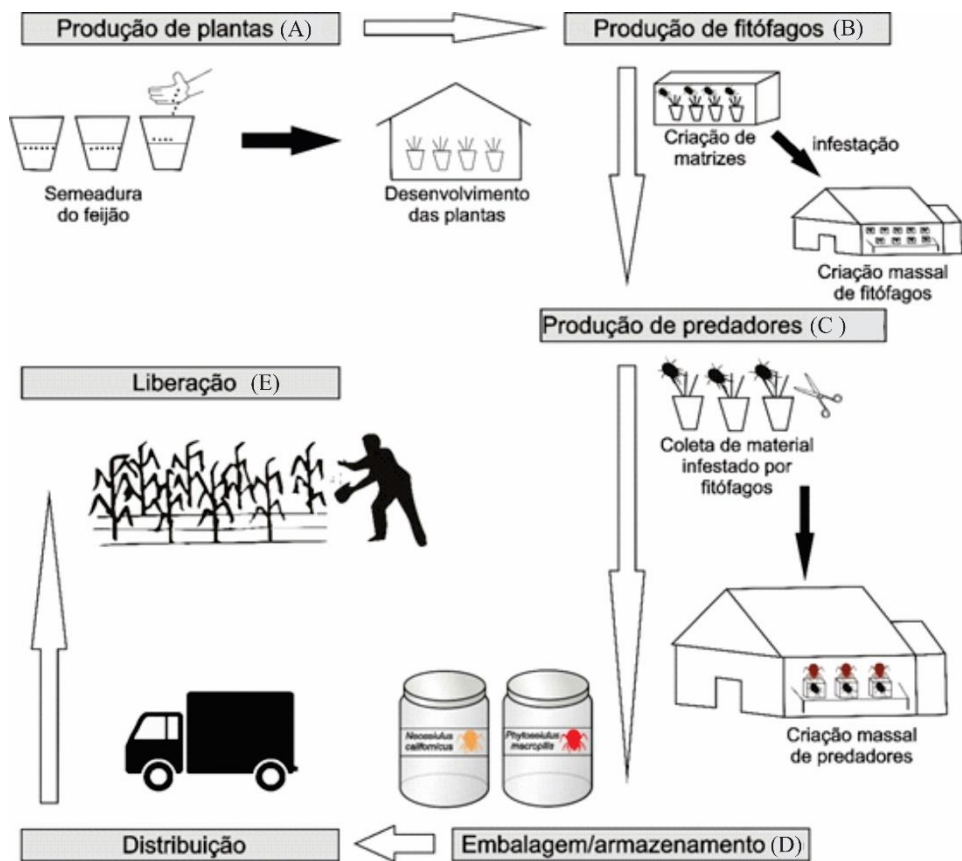 Produção de plantas (A)
Produção de fitófagos (B)
Semeadura
do feijão
Desenvolvimento
das plantas
Criação de
matrizes
infestação
Criação massal
de fitófagos
Produção de predadores (C )
Coleta de material
infestado por
fitófagos
Criação massal
de predadores
Embalagem/armazenamento (D)
Neoseiulus
californicus
Phytoseiulus
macropilis
Distribuição
Liberação (E)